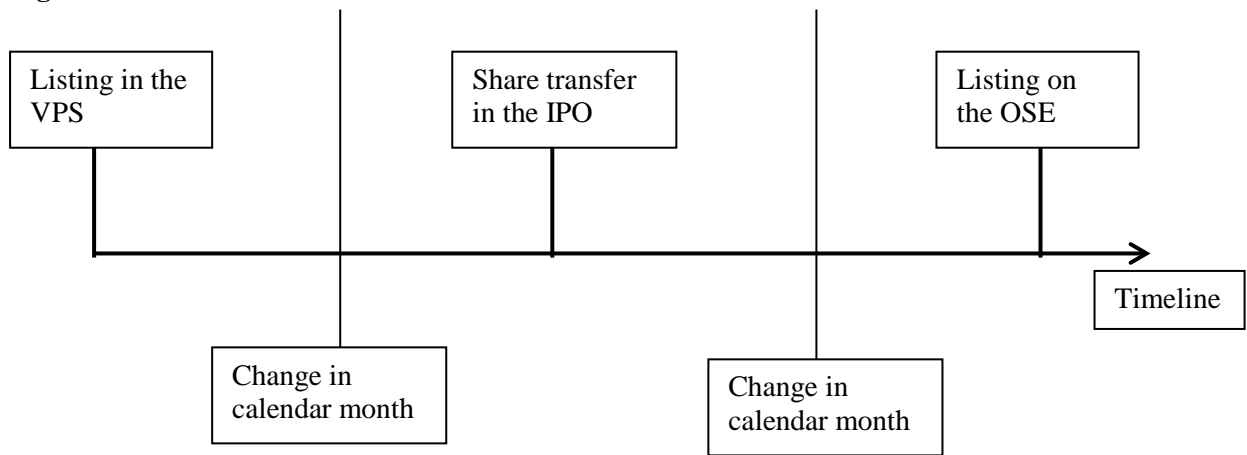 Listing in the
VPS
Share transfer
in the IPO
Listing on
the OSE
Timeline
Change in
calendar month
Change in
calendar month